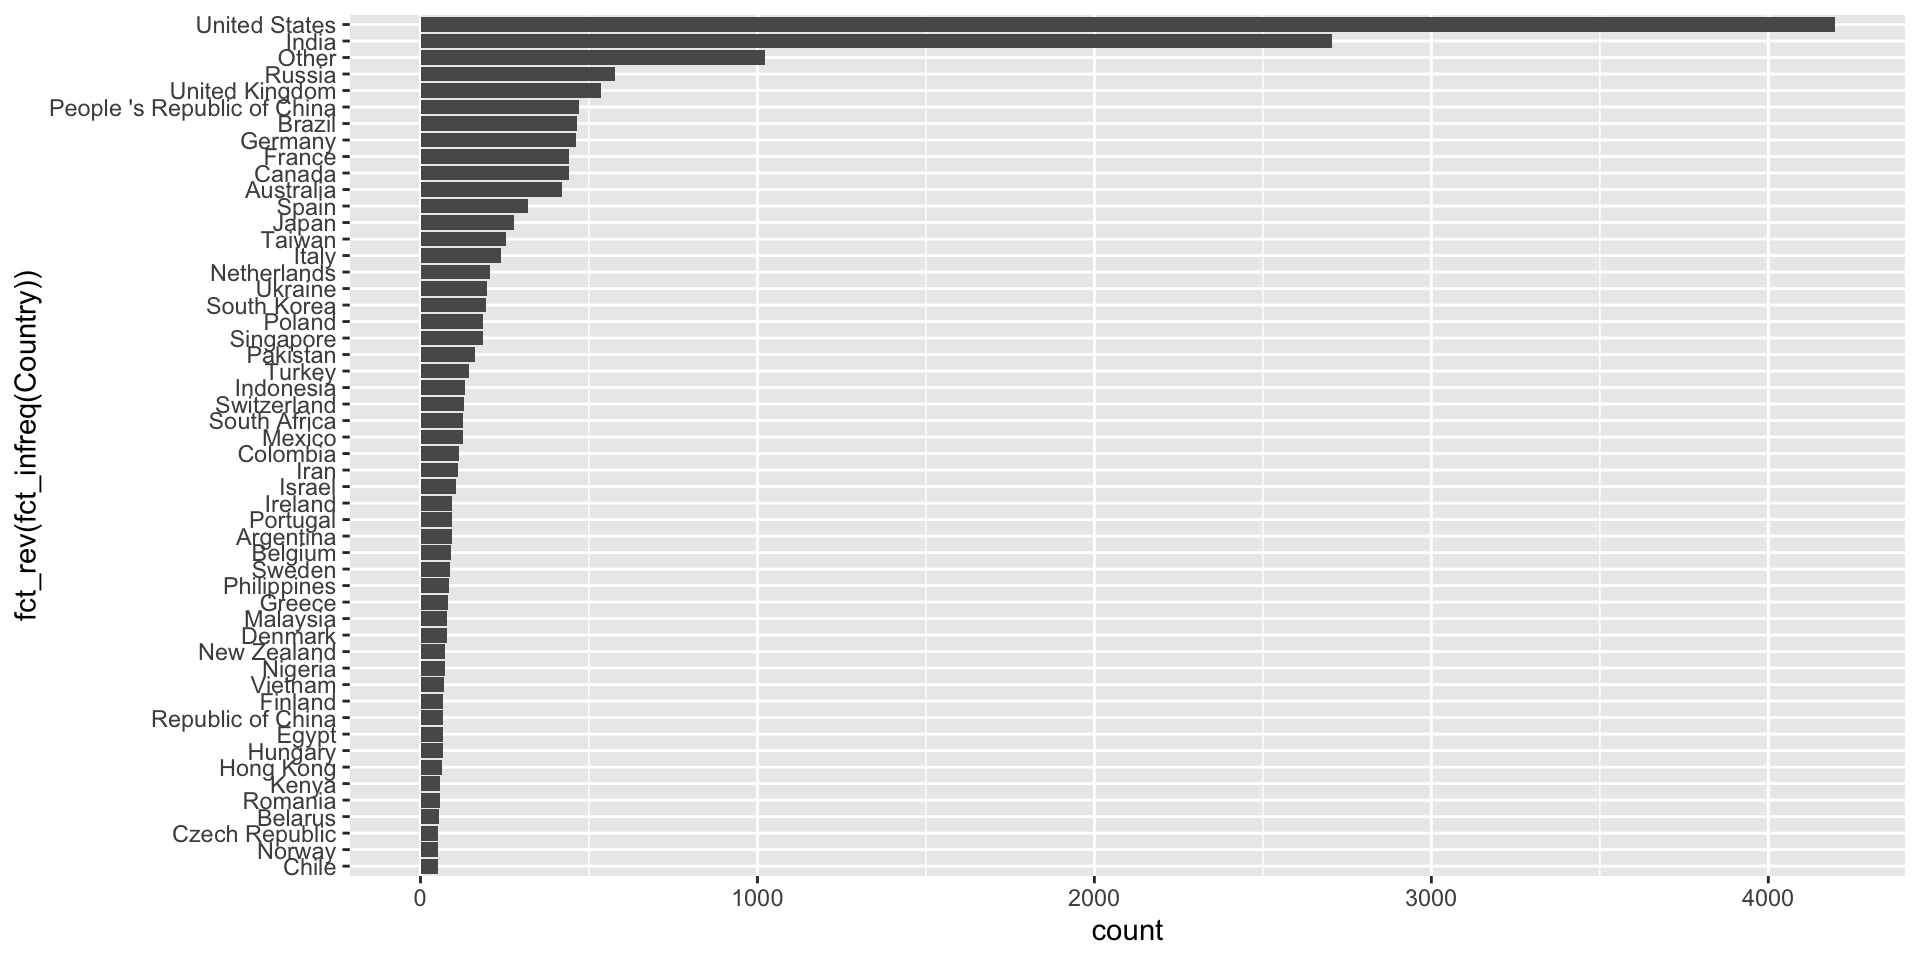 United States
India
Other
Russia
United Kingdom
People 's Republic of China
Brazil
Germany
France
Canada
Australia
Spain
Japan
Taiwan
Italy
Netherlands
Ukraine
South Korea
Poland
Singapore
Pakistan
Turkey
Indonesia
Switzerland
South Africa
Mexico
Colombia
Iran
Israel
Ireland
Portugal
Argentina
Belgium
Sweden
Philippines
Greece
Malaysia
Denmark
New Zealand
Nigeria
Vietnam
Finland
Republic of China
Egypt
Hungary
Hong Kong
Kenya
Romania
Belarus
Czech Republic
Norway
Chile
fct_rev(fct_infreq(Country))
0 1000 2000 3000 4000
count